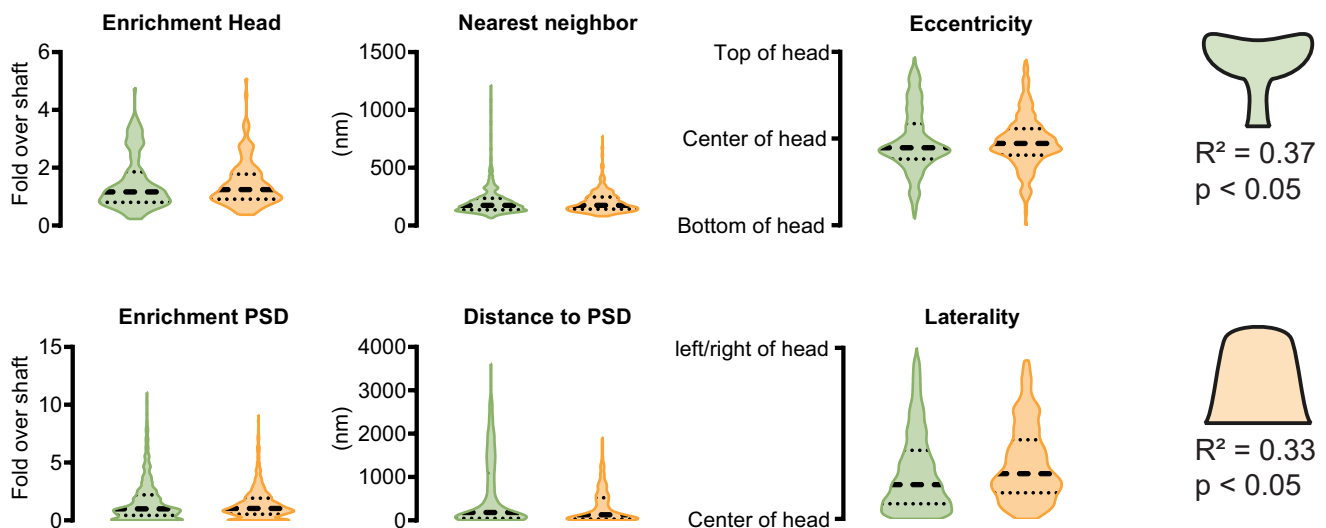 Enrichment Head
Fold over shaft
6
4
2
0
Nearest neighbor
(nm)
1500
1000
500
0
Eccentricity
Top of head
Center of head
Bottom of head
R² = 0.37
p < 0.05
Enrichment PSD
Fold over shaft
15
10
5
0
Distance to PSD
(nm)
4000
3000
2000
1000
0
Laterality
left/right of head
Center of head
R² = 0.33
p < 0.05